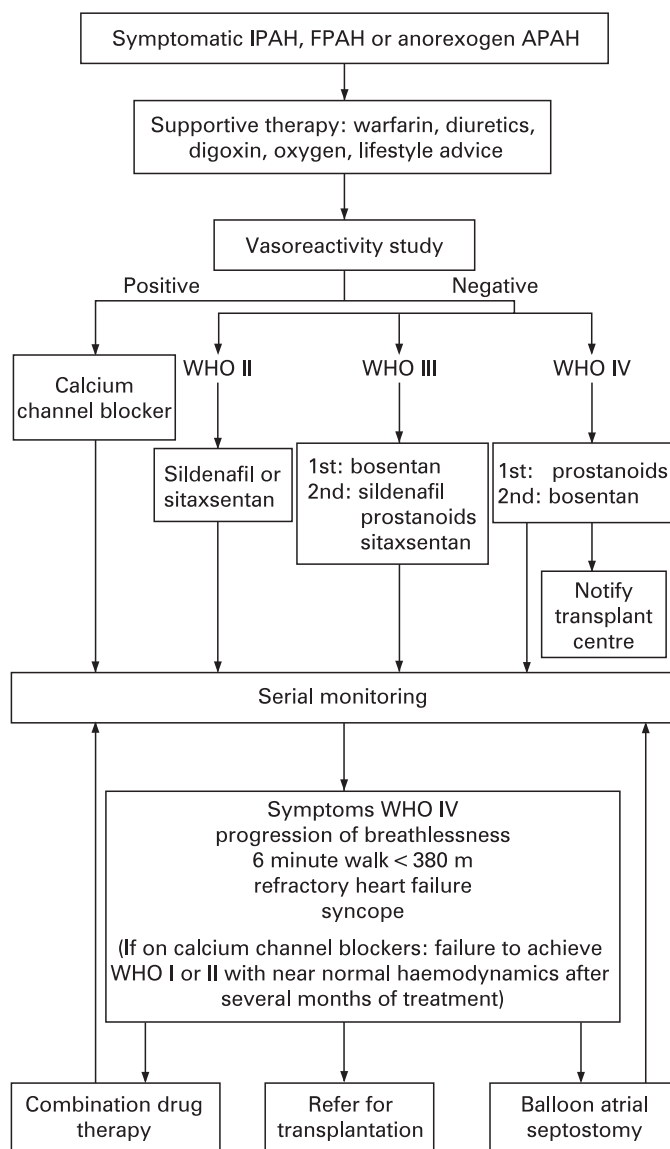 Symptomatic IPAH, FPAH or anorexogen APAH
Supportive therapy: warfarin, diuretics,
digoxin, oxygen, lifestyle advice
Vasoreactivity study
Positive
Negative
Calcium
channel blocker
WHO II
WHO III
WHO IV
Sildenafil or
sitaxsentan
1st: bosentan
2nd: sildenafil
prostanoids
sitaxsentan
1st: prostanoids
2nd: bosentan
Notify
transplant
centre
Serial monitoring
Symptoms WHO IV
progression of breathlessness
6 minute walk < 380 m
refractory heart failure
syncope
(If on calcium channel blockers: failure to achieve
WHO I or II with near normal haemodynamics after
several months of treatment)
Combination drug
therapy
Refer for
transplantation
Balloon atrial
septostomy